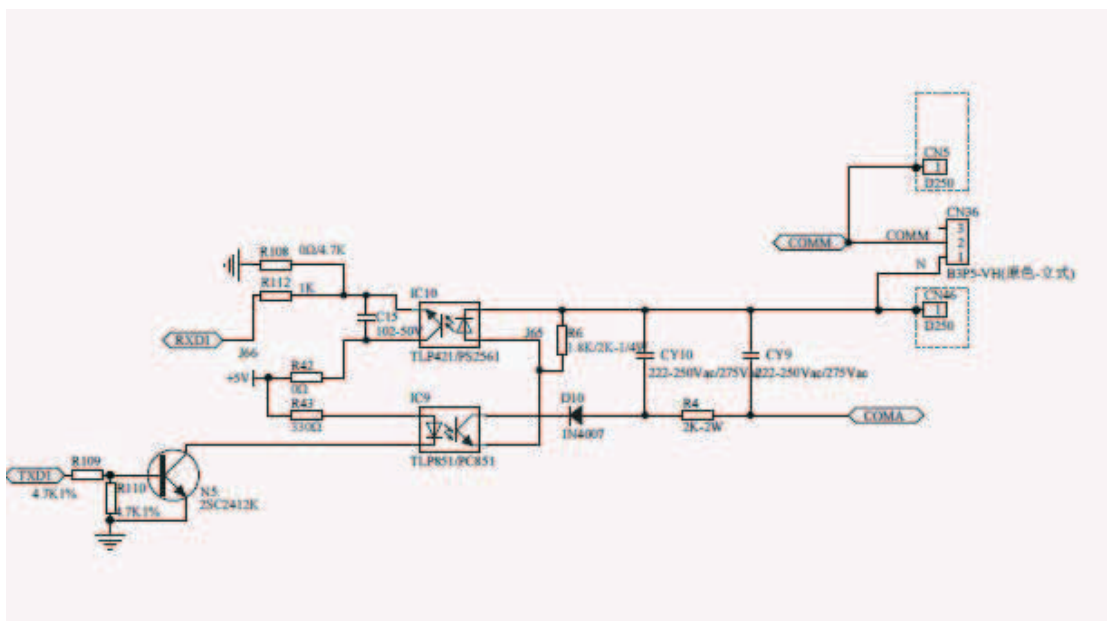 CN5
1
D250
CN36
3
COMM
COMM
2
1
N
B3P5-VH(原色-立式)
CN46
1
D250
R108
0Ω/4.7K
R112
1K
IC10
C15
102-50V
RXD1
J66
J65
R6
1.8K/2K-1/4W
TLP421/PS2561
CY10
222-250Vac/275Vac
CY9
222-250Vac/275Vac
R42
+5V
0Ω
IC9
R43
330Ω
D10
1N4007
R4
2K-2W
COMA
TLP851/PC851
R109
TXD1
4.7K1%
R110
4.7K1%
N5
2SC2412K